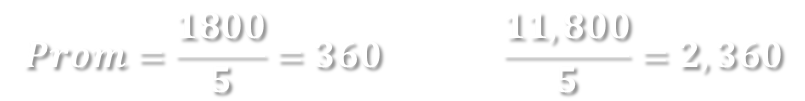 Prom = 1800/5 = 360    11,800/5 = 2,360